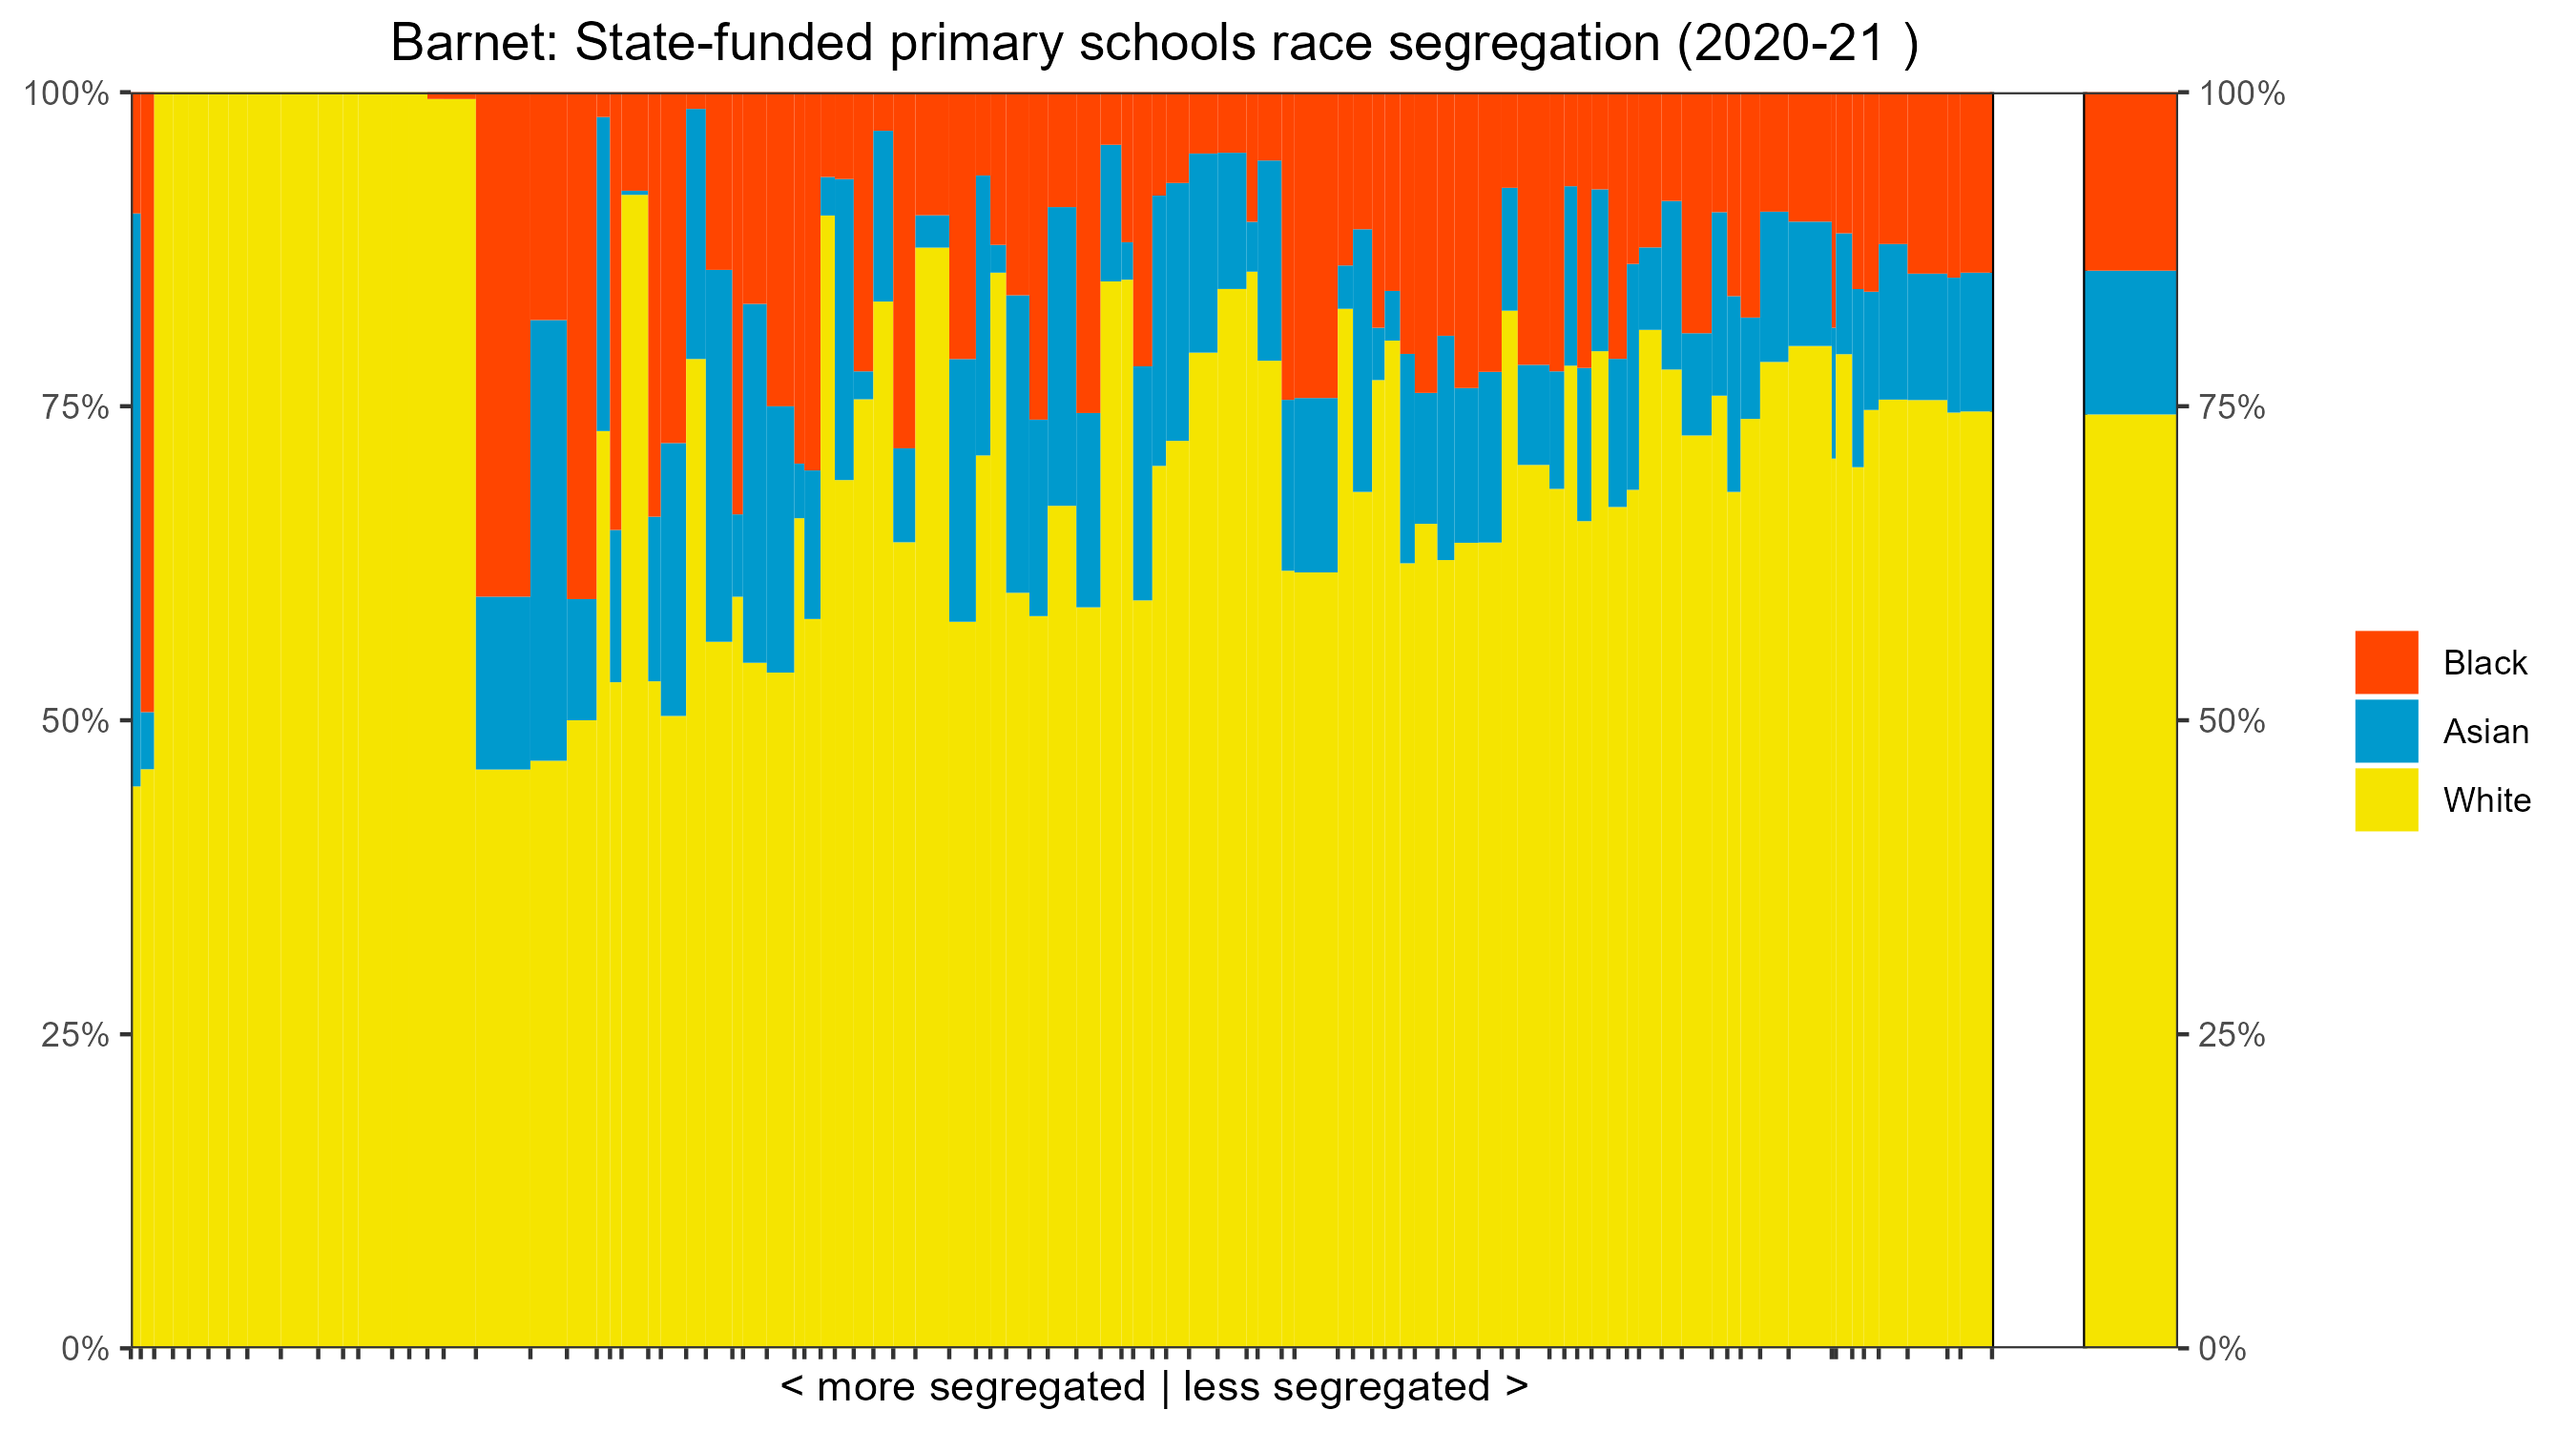 Barnet: State-funded primary schools race segregation (2020-21 )
100%
75%
50%
25%
0%
100%
75%
50%
25%
0%
Black
Asian
White
< more segregated | less segregated >